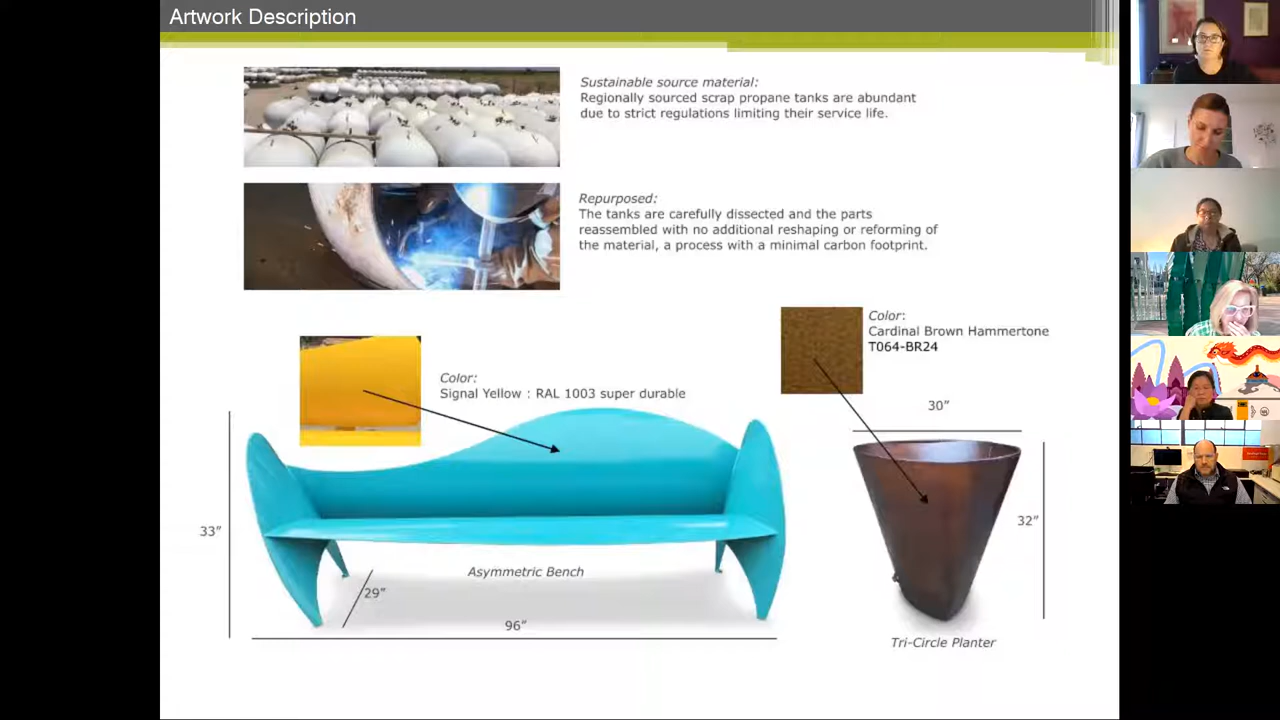 Artwork Description
Sustainable source material:
Regionally sourced scrap propane tanks are abundant
due to strict regulations limiting their service life.
Repurposed:
The tanks are carefully dissected and the parts
reassembled with no additional reshaping or reforming of
the material, a process with a minimal carbon footprint.
Color:
Cardinal Brown Hammertone
T064-BR24
Color:
Signal Yellow : RAL 1003 super durable
30”
33”
32”
Asymmetric Bench
29”
96”
Tri-Circle Planter